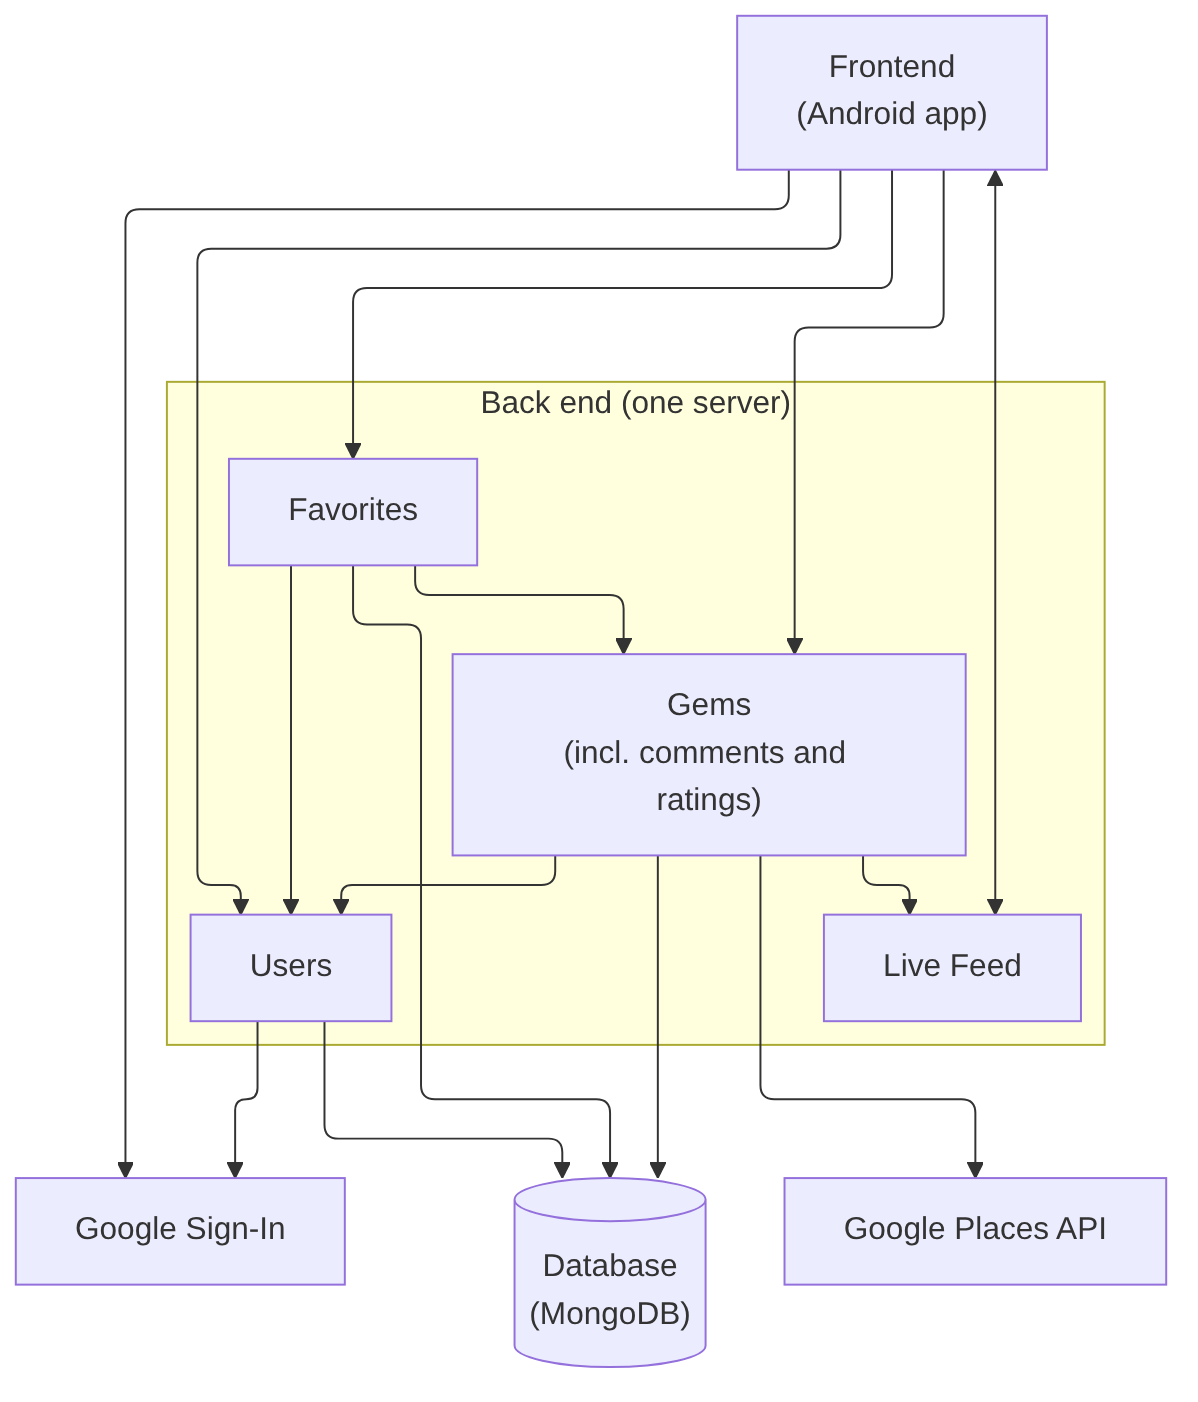 Frontend
(Android app)
Back end (one server)
Favorites
Gems
(incl. comments and
ratings)
Users
Live Feed
Google Sign-In
Database
(MongoDB)
Google Places API